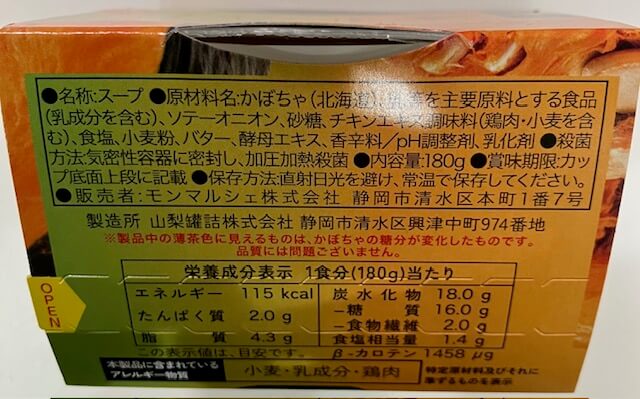 ●名称:スープ ●原材料名:かぼちゃ(北海道)、乳等を主要原料とする食品
(乳成分を含む)、ソテーオニオン、砂糖、チキンエキス調味料(鶏肉・小麦を含
む)、食塩、小麦粉、バター、酵母エキス、香辛料/pH調整剤、乳化剤 ●殺菌
方法:気密性容器に密封し、加圧加熱殺菌 ●内容量:180g ●賞味期限:カッ
プ底面上段に記載 ●保存方法:直射日光を避け、常温で保存してください。
●販売者:モンマルシェ株式会社 静岡市清水区本町1番7号
製造所 山梨罐詰株式会社 静岡市清水区興津中町974番地
※製品中の薄茶色に見えるものは、かぼちゃの糖分が変化したものです。
品質には問題ございません。
栄養成分表示 1食分(180g)当たり
エネルギー 115 kcal
たんぱく質 2.0 g
脂質 4.3 g
炭水化物 18.0 g
-糖質 16.0 g
-食物繊維 2.0 g
食塩相当量 1.4 g
この表示値は、目安です。 β-カロテン 1458 μg
本製品に含まれている
アレルギー物質
小麦・乳成分・鶏肉
特定原材料及びそれに
準ずるものを表示
OPEN